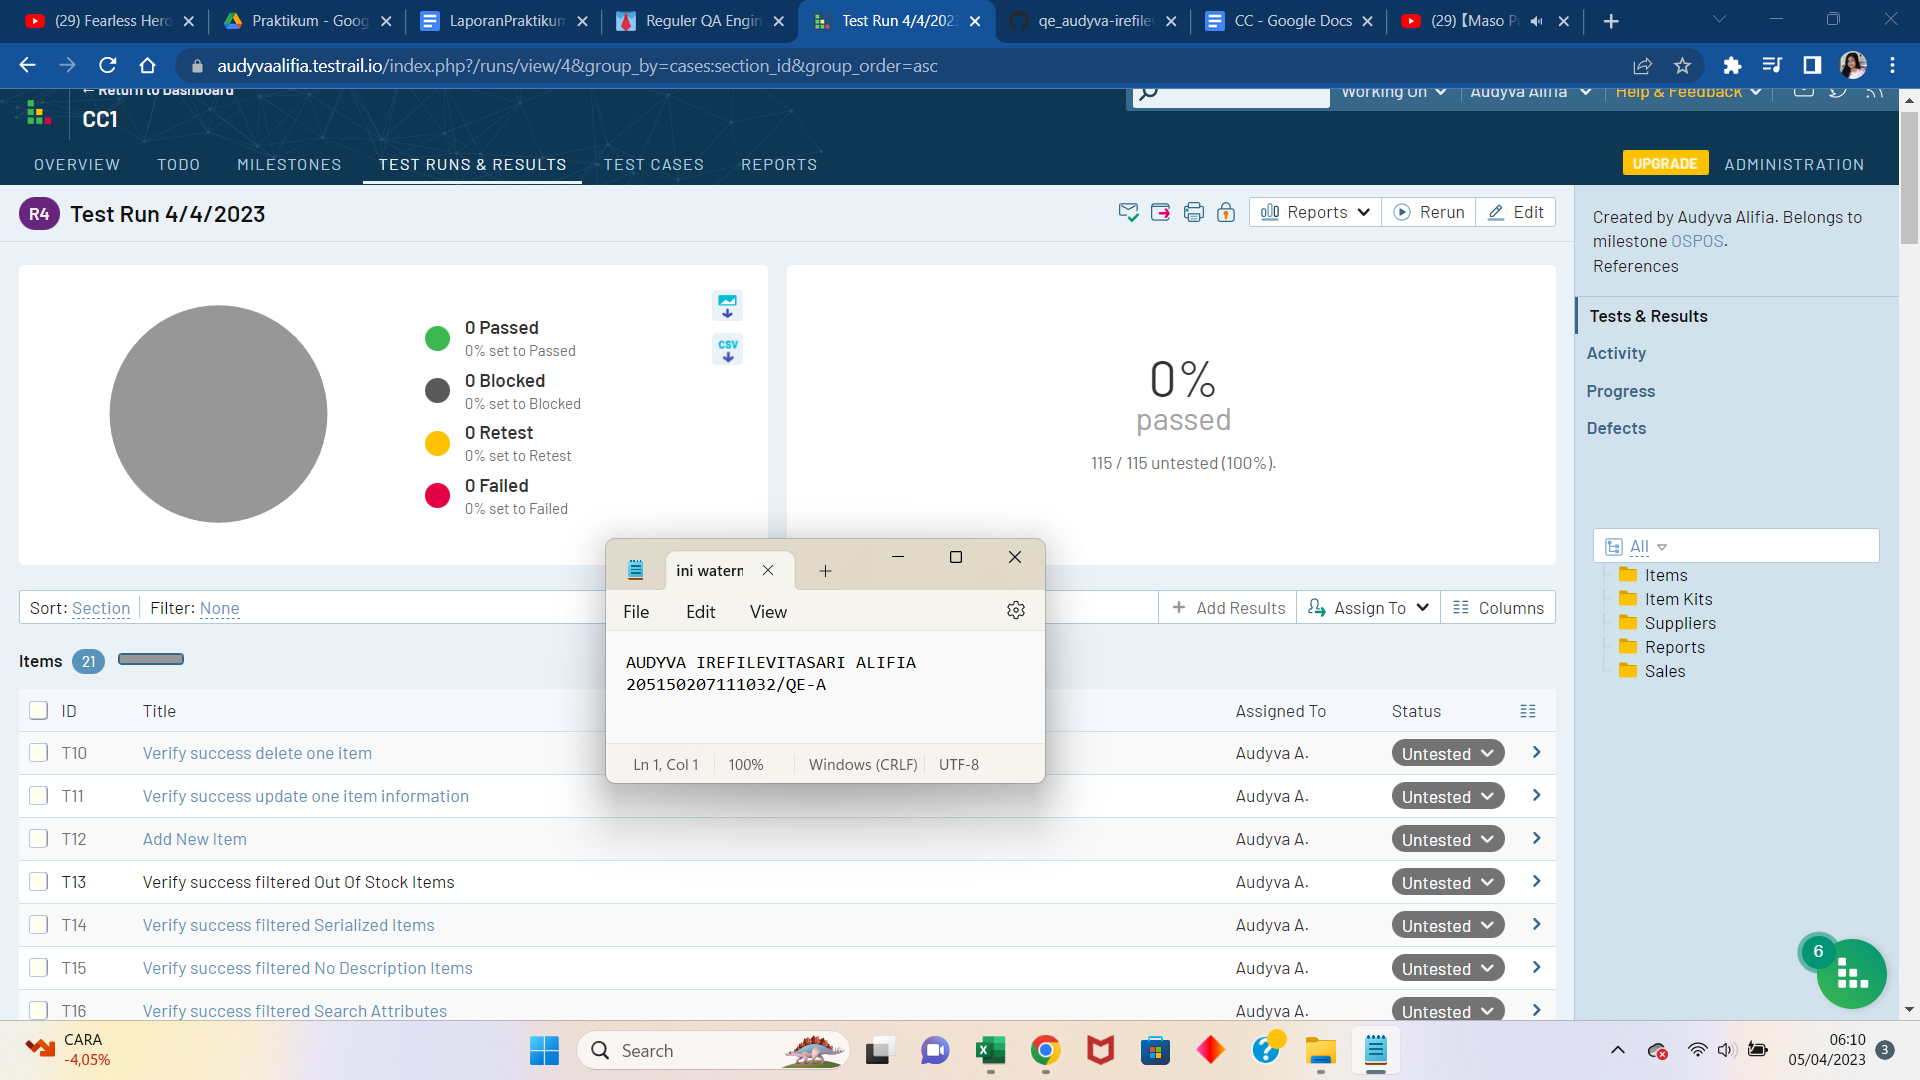 (29) Fearless Hero
Praktikum - Goog
LaporanPraktikum
Reguler QA Engin
Test Run 4/4/202
qe_audyva-irefilev
CC - Google Docs
(29) 【Maso P
audyvaalifia.testrail.io/index.php?/runs/view/4&group_by=cases:section_id&group_order=asc
← Return to Dashboard
Working On
Audyva Alifia
Help & Feedback
CC1
OVERVIEW
TODO
MILESTONES
TEST RUNS & RESULTS
TEST CASES
REPORTS
UPGRADE
ADMINISTRATION
R4
Test Run 4/4/2023
Reports
Rerun
Edit
Created by Audyva Alifia. Belongs to
milestone OSPOS.
References
Tests & Results
Activity
Progress
Defects
0 Passed
0% set to Passed
0 Blocked
0% set to Blocked
0 Retest
0% set to Retest
0 Failed
0% set to Failed
CSV
0%
passed
115 / 115 untested (100%).
All
Items
Item Kits
Suppliers
Reports
Sales
Sort: Section
Filter: None
Add Results
Assign To
Columns
ini watern
File
Edit
View
AUDYVA IREFILEVITASARI ALIFIA
205150207111032/QE-A
Ln 1, Col 1
100%
Windows (CRLF)
UTF-8
Items 21
ID Title Assigned To Status
T10 Verify success delete one item Audyva A. Untested
T11 Verify success update one item information Audyva A. Untested
T12 Add New Item Audyva A. Untested
T13 Verify success filtered Out Of Stock Items Audyva A. Untested
T14 Verify success filtered Serialized Items Audyva A. Untested
T15 Verify success filtered No Description Items Audyva A. Untested
T16 Verify success filtered Search Attributes Audyva A. Untested
6
CARA
-4,05%
Search
06:10
05/04/2023
3